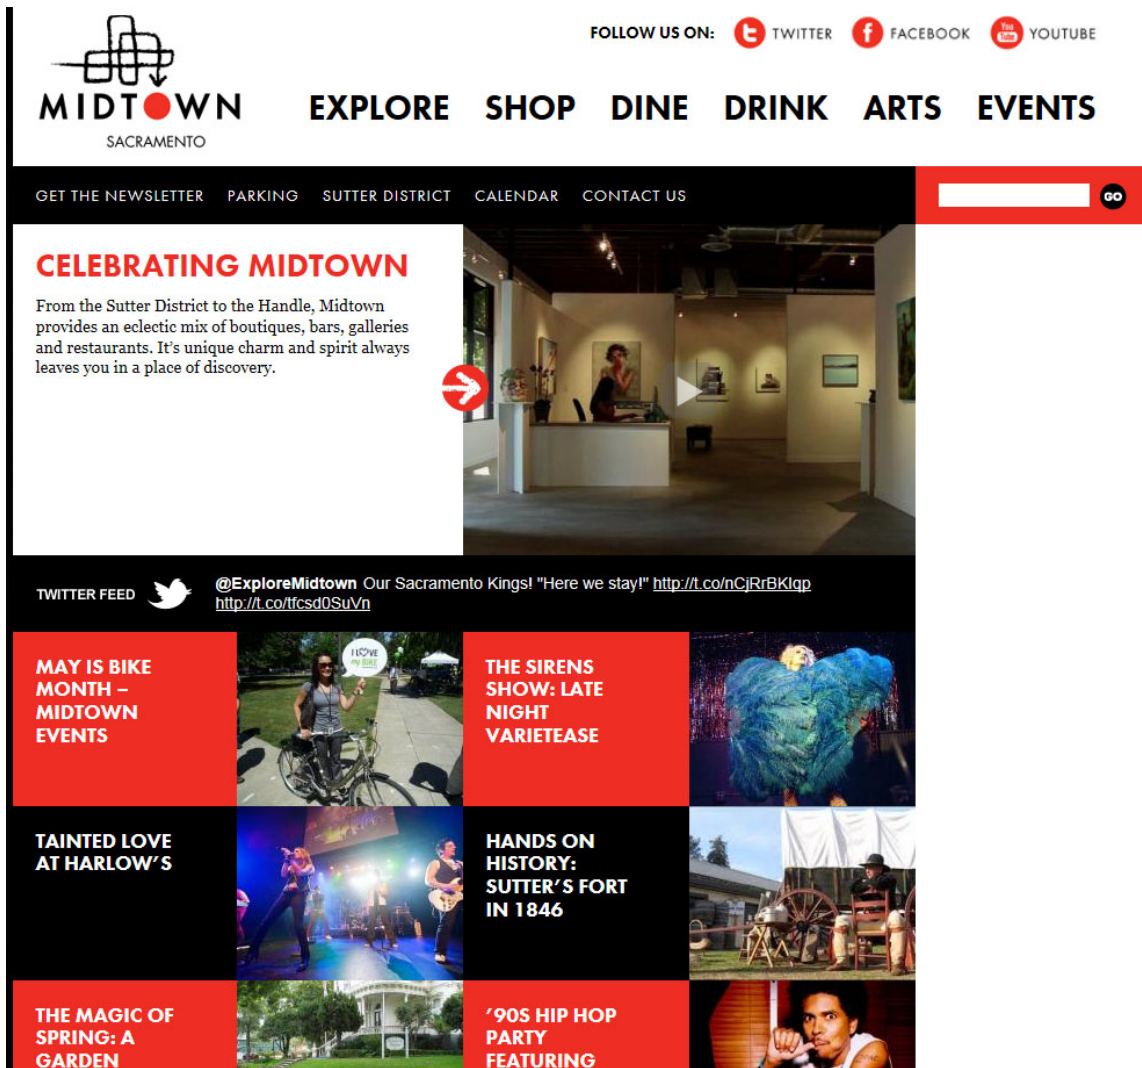 FOLLOW US ON: TWITTER FACEBOOK You Tube YOUTUBE
MIDTOWN
SACRAMENTO
EXPLORE SHOP DINE DRINK ARTS EVENTS
GET THE NEWSLETTER PARKING SUTTER DISTRICT CALENDAR CONTACT US
GO
CELEBRATING MIDTOWN
From the Sutter District to the Handle, Midtown
provides an eclectic mix of boutiques, bars, galleries
and restaurants. It's unique charm and spirit always
leaves you in a place of discovery.
TWITTER FEED
@ExploreMidtown Our Sacramento Kings! "Here we stay!" http://t.co/nCjRrBKlqp
http://t.co/tfcsd0SuVn
MAY IS BIKE
MONTH –
MIDTOWN
EVENTS
I LOVE
my BIKE
THE SIRENS
SHOW: LATE
NIGHT
VARIETEASE
TAINTED LOVE
AT HARLOW'S
HANDS ON
HISTORY:
SUTTER'S FORT
IN 1846
THE MAGIC OF
SPRING: A
GARDEN
'90S HIP HOP
PARTY
FEATURING